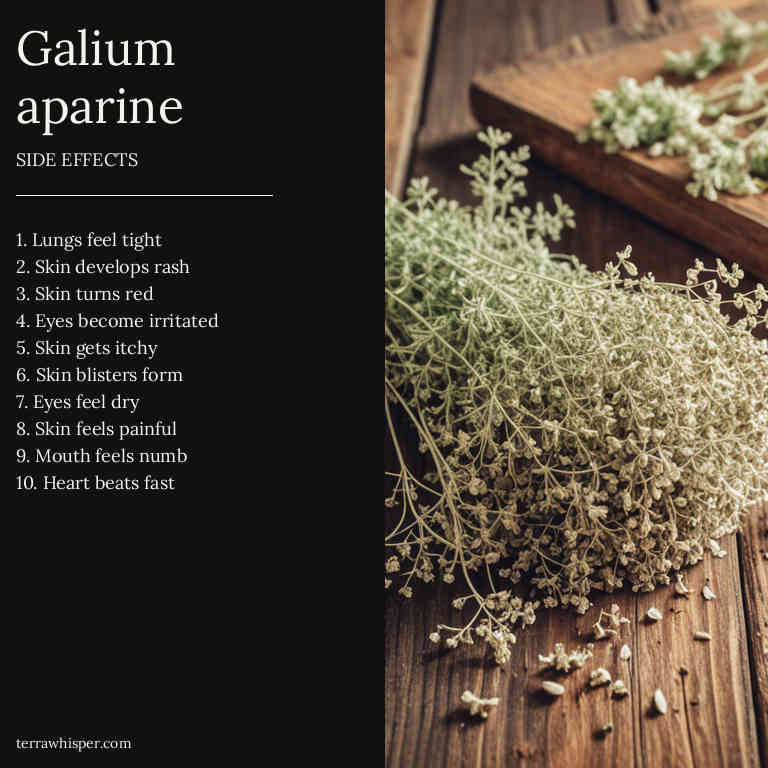 Galium
aparine
SIDE EFFECTS
1. Lungs feel tight
2. Skin develops rash
3. Skin turns red
4. Eyes become irritated
5. Skin gets itchy
6. Skin blisters form
7. Eyes feel dry
8. Skin feels painful
9. Mouth feels numb
10. Heart beats fast
terrawhisper.com